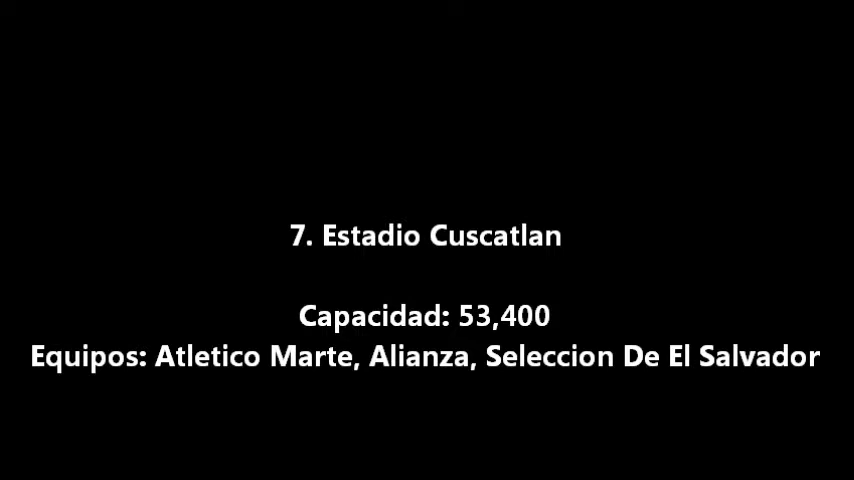 7. Estadio Cuscatlan
Capacidad: 53,400
Equipos: Atletico Marte, Alianza, Seleccion De El Salvador